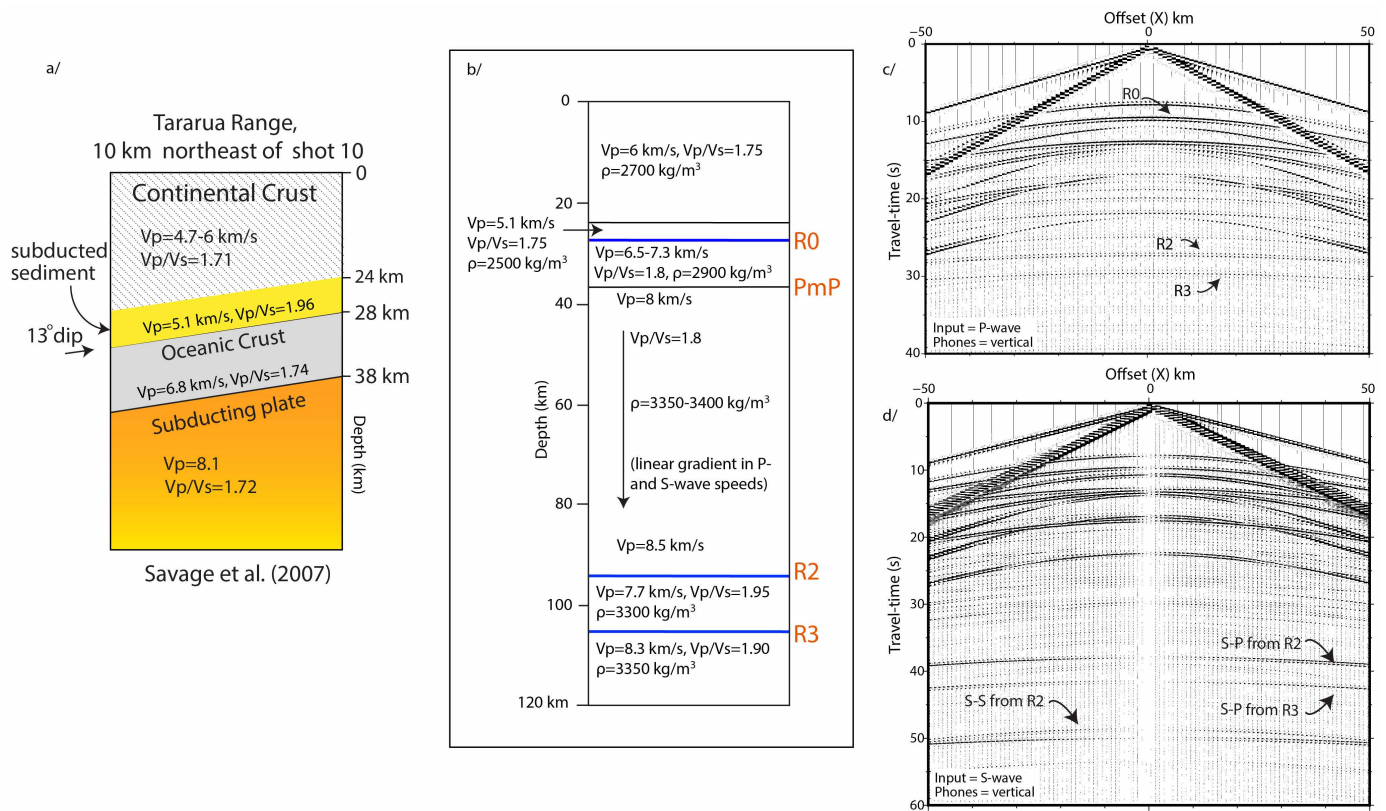 a/
Tararua Range,
10 km northeast of shot 10
Continental Crust
Vp=4.7-6 km/s
Vp/Vs=1.71
subducted
sediment
13° dip
Vp=5.1 km/s, Vp/Vs=1.96
Oceanic Crust
Vp=6.8 km/s, Vp/Vs=1.74
Subducting plate
Vp=8.1
Vp/Vs=1.72
0
24 km
28 km
38 km
Depth (km)
Savage et al. (2007)
b/
0
20
40
60
80
100
120 km
Depth (km)
Vp=6 km/s, Vp/Vs=1.75
ρ=2700 kg/m³
Vp=5.1 km/s
Vp/Vs=1.75
ρ=2500 kg/m³
R0
Vp=6.5-7.3 km/s
Vp/Vs=1.8, ρ=2900 kg/m³
PmP
Vp=8 km/s
Vp/Vs=1.8
ρ=3350-3400 kg/m³
(linear gradient in P-
and S-wave speeds)
Vp=8.5 km/s
R2
Vp=7.7 km/s, Vp/Vs=1.95
ρ=3300 kg/m³
R3
Vp=8.3 km/s, Vp/Vs=1.90
ρ=3350 kg/m³
c/
Offset (X) km
−50
0
50
0
10
20
30
40
Travel-time (s)
R0
R2
R3
Input = P-wave
Phones = vertical
d/
−50
0
50
0
10
20
30
40
50
60
Travel-time (s)
S-P from R2
S-S from R2
S-P from R3
Input = S-wave
Phones = vertical